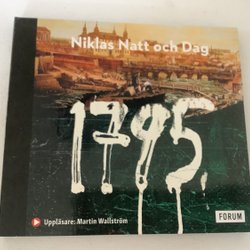 Niklas Natt och Dag
1795
Uppläsare: Martin Wallström
FORUM